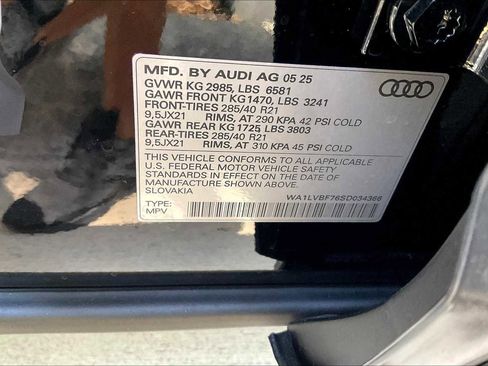 MFD. BY AUDI AG 05 25
GVWR KG 2985, LBS 6581
GAWR FRONT KG 1470, LBS 3241
FRONT-TIRES 285/40 R21
9,5JX21 RIMS, AT 290 KPA 42 PSI COLD
GAWR REAR KG 1725, LBS 3803
REAR-TIRES 285/40 R21
9,5JX21 RIMS, AT 310 KPA 45 PSI COLD
THIS VEHICLE CONFORMS TO ALL APPLICABLE
U.S. FEDERAL MOTOR VEHICLE SAFETY
STANDARDS IN EFFECT ON THE DATE OF
MANUFACTURE SHOWN ABOVE.
SLOVAKIA
TYPE:
MPV
WA1LVBF76SD034366